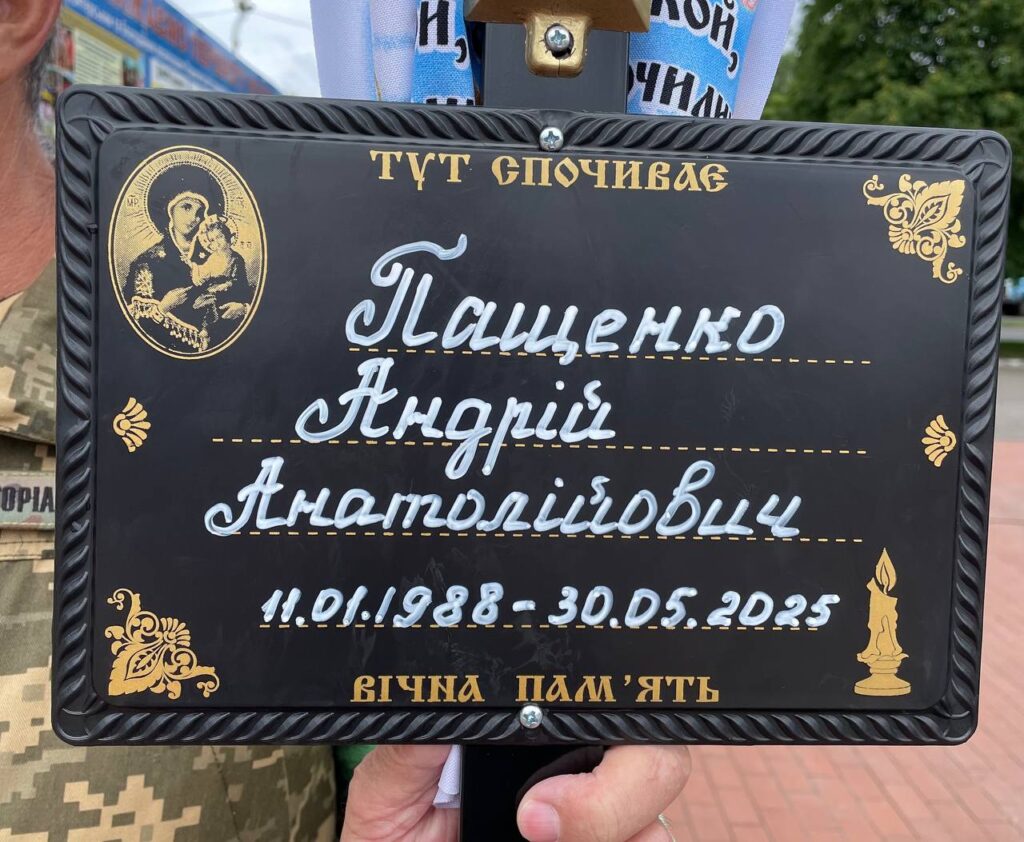 ТУТ СПОЧИВАЄ
Пащенко
Андрій
Анатолійович
11.01.1988 - 30.05.2025
ВІЧНА ПАМ'ЯТЬ